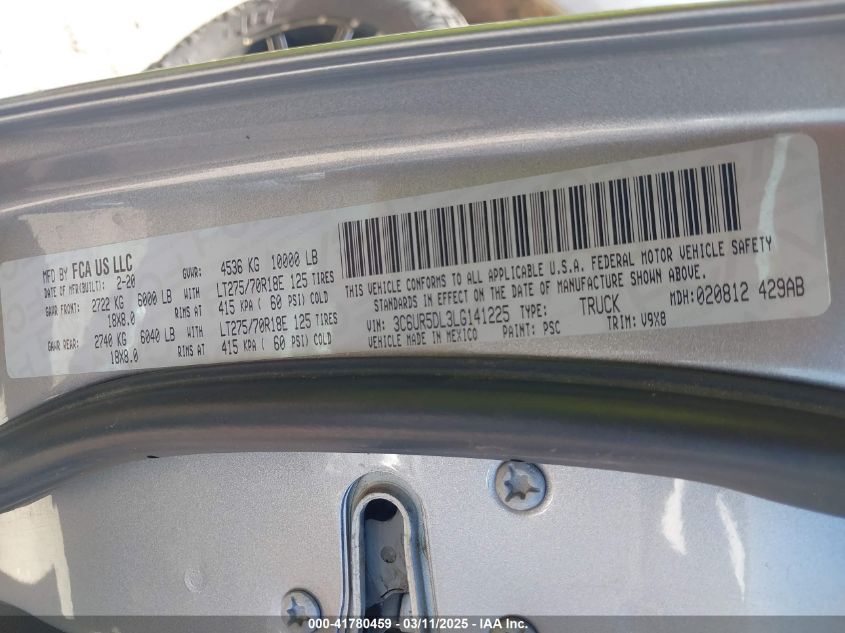 MFD BY FCA US LLC
DATE OF MFR(BUILT): 2-20 GVWR: 4536 KG 10000 LB
GAWR FRONT: 2722 KG 6000 LB WITH LT275/70R18E 125 TIRES
18X8.0 RIMS AT 415 KPA ( 60 PSI) COLD
GAWR REAR: 2740 KG 6040 LB WITH LT275/70R18E 125 TIRES
18X8.0 RIMS AT 415 KPA ( 60 PSI) COLD
THIS VEHICLE CONFORMS TO ALL APPLICABLE U.S.A. FEDERAL MOTOR VEHICLE SAFETY
STANDARDS IN EFFECT ON THE DATE OF MANUFACTURE SHOWN ABOVE.
VIN: 3C6UR5DL3LG141225 TYPE: TRUCK MDH:020812 429AB
VEHICLE MADE IN MEXICO PAINT: PSC TRIM: V9X8
000-41780459 - 03/11/2025 - IAA Inc.